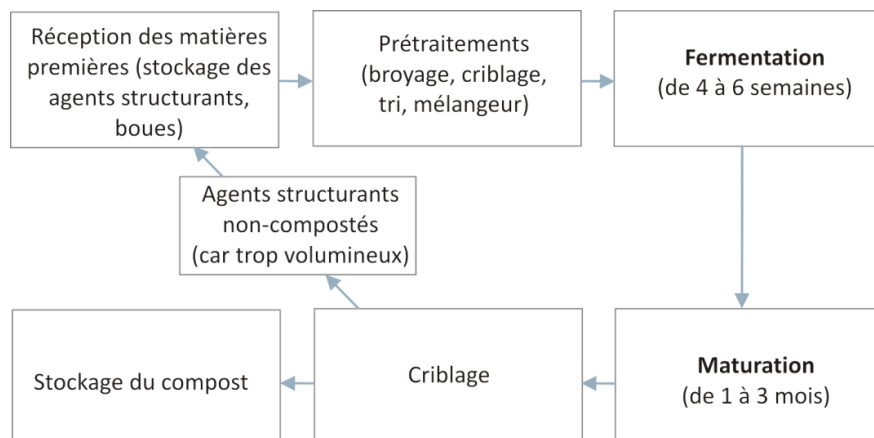 Réception des matières
premières (stockage des
agents structurants,
boues)
Prétraitements
(broyage, criblage,
tri, mélangeur)
Fermentation
(de 4 à 6 semaines)
Agents structurants
non-compostés
(car trop volumineux)
Stockage du compost
Criblage
Maturation
(de 1 à 3 mois)